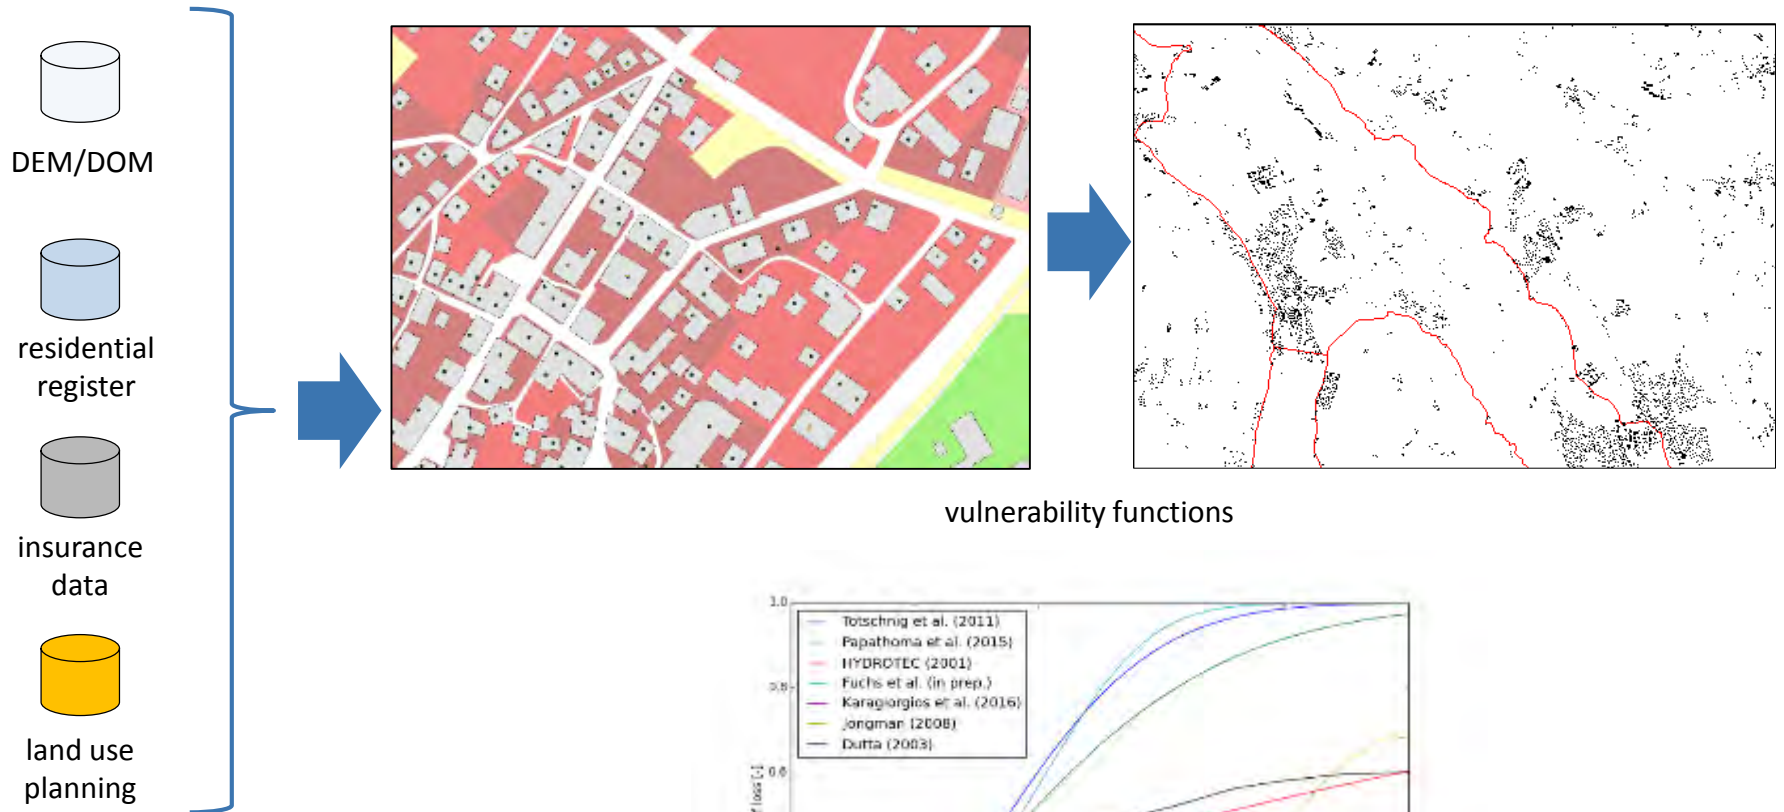 DEM/DOM
residential
register
insurance
data
land use
planning
vulnerability functions
1.0
Totschnig et al. (2011)
Papathoma et al. (2015)
HYDROTEC (2001)
Fuchs et al. (in prep.)
Karagiorgios et al. (2016)
Jongman (2008)
Dutta (2003)
0.8
0.6
loss [-]